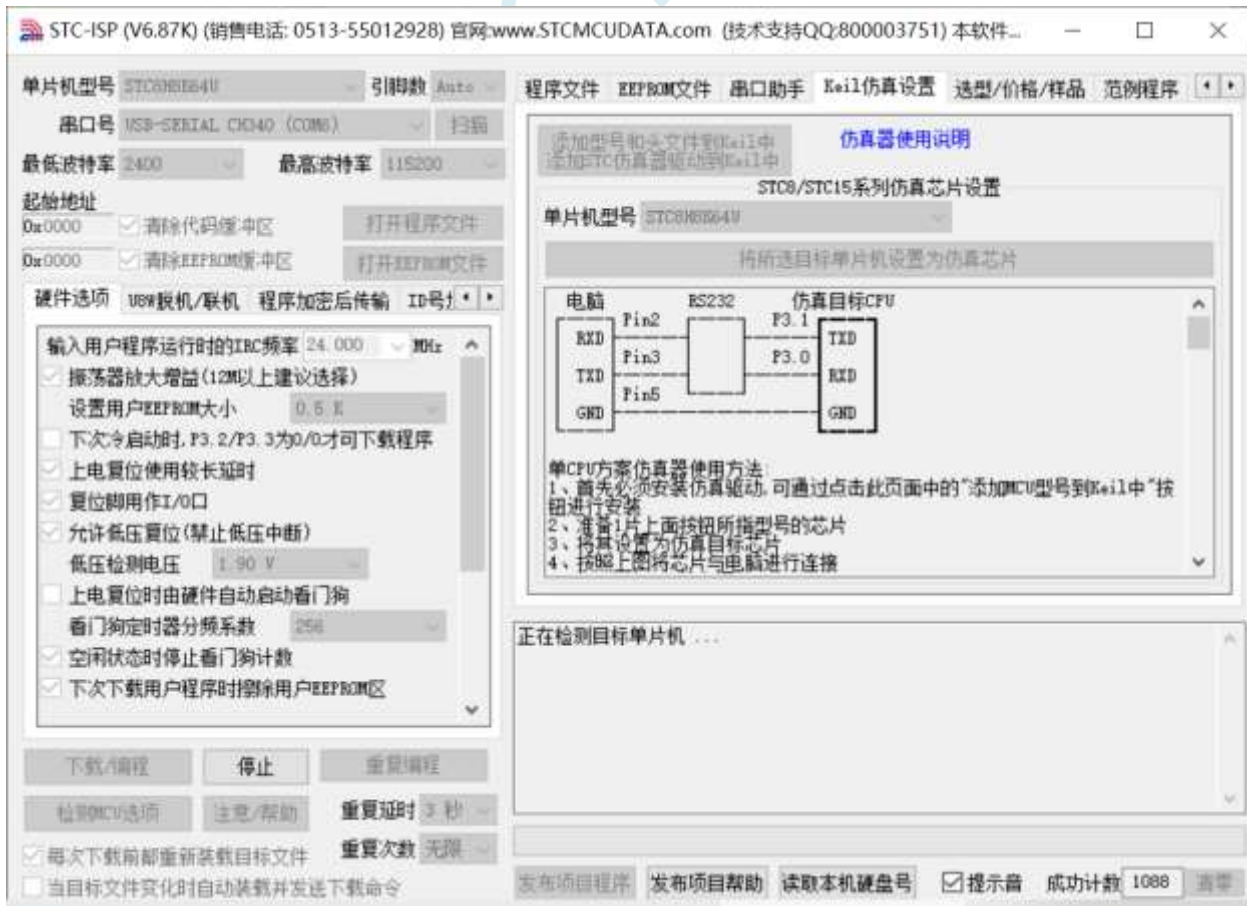 STC-ISP (V6.87K) (销售电话: 0513-55012928) 官网:www.STCMCUDATA.com (技术支持QQ:800003751) 本软件...
单片机型号 STC8H8K64U 引脚数 Auto
串口号 USB-SERIAL CH340 (COM6) 扫描
最低波特率 2400 最高波特率 115200
起始地址
0x0000 清除代码缓冲区 打开程序文件
0x0000 清除EEPROM缓冲区 打开EEPROM文件
硬件选项 U8W脱机/联机 程序加密后传输 ID号
输入用户程序运行时的IRC频率 24.000 MHz
振荡器放大增益(12M以上建议选择)
设置用户EEPROM大小 0.5 K
下次冷启动时,P3.2/P3.3为0/0才可下载程序
上电复位使用较长延时
复位脚用作I/O口
允许低压复位(禁止低压中断)
低压检测电压 1.90 V
上电复位时由硬件自动启动看门狗
看门狗定时器分频系数 256
空闲状态时停止看门狗计数
下次下载用户程序时擦除用户EEPROM区
下载/编程 停止 重复编程
检测MCU选项 注意/帮助 重复延时 3 秒
每次下载前都重新装载目标文件 重复次数 无限
当目标文件变化时自动装载并发送下载命令
程序文件 EEPROM文件 串口助手 Keil仿真设置 选型/价格/样品 范例程序
添加型号和头文件到Keil中
添加STC仿真器驱动到Keil中
仿真器使用说明
STC8/STC15系列仿真芯片设置
单片机型号 STC8H8K64U
将所选目标单片机设置为仿真芯片
电脑 RS232 仿真目标CPU
Pin2 P3.1
RXD TXD
Pin3 P3.0
TXD RXD
Pin5
GND GND
单CPU方案仿真器使用方法:
1、首先必须安装仿真驱动,可通过点击此页面中的"添加MCU型号到Keil中"按
钮进行安装
2、准备1片上面按钮所指型号的芯片
3、将其设置为仿真目标芯片
4、按照上图将芯片与电脑进行连接
正在检测目标单片机 ...
发布项目程序 发布项目帮助 读取本机硬盘号 提示音 成功计数 1088 清零